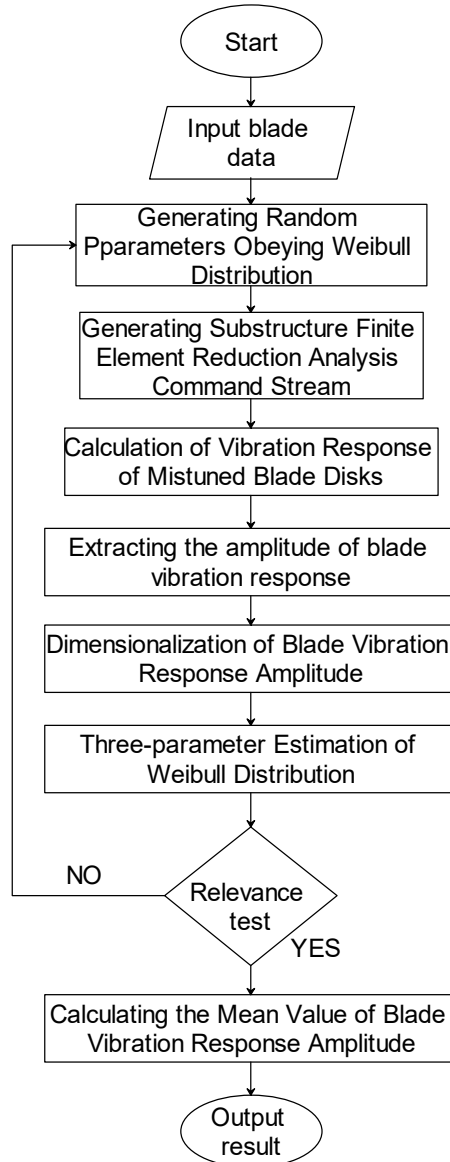 Start
Input blade
data
Generating Random
Pparameters Obeying Weibull
Distribution
Generating Substructure Finite
Element Reduction Analysis
Command Stream
Calculation of Vibration Response
of Mistuned Blade Disks
Extracting the amplitude of blade
vibration response
Dimensionalization of Blade Vibration
Response Amplitude
Three-parameter Estimation of
Weibull Distribution
NO
Relevance
test
YES
Calculating the Mean Value of Blade
Vibration Response Amplitude
Output
result